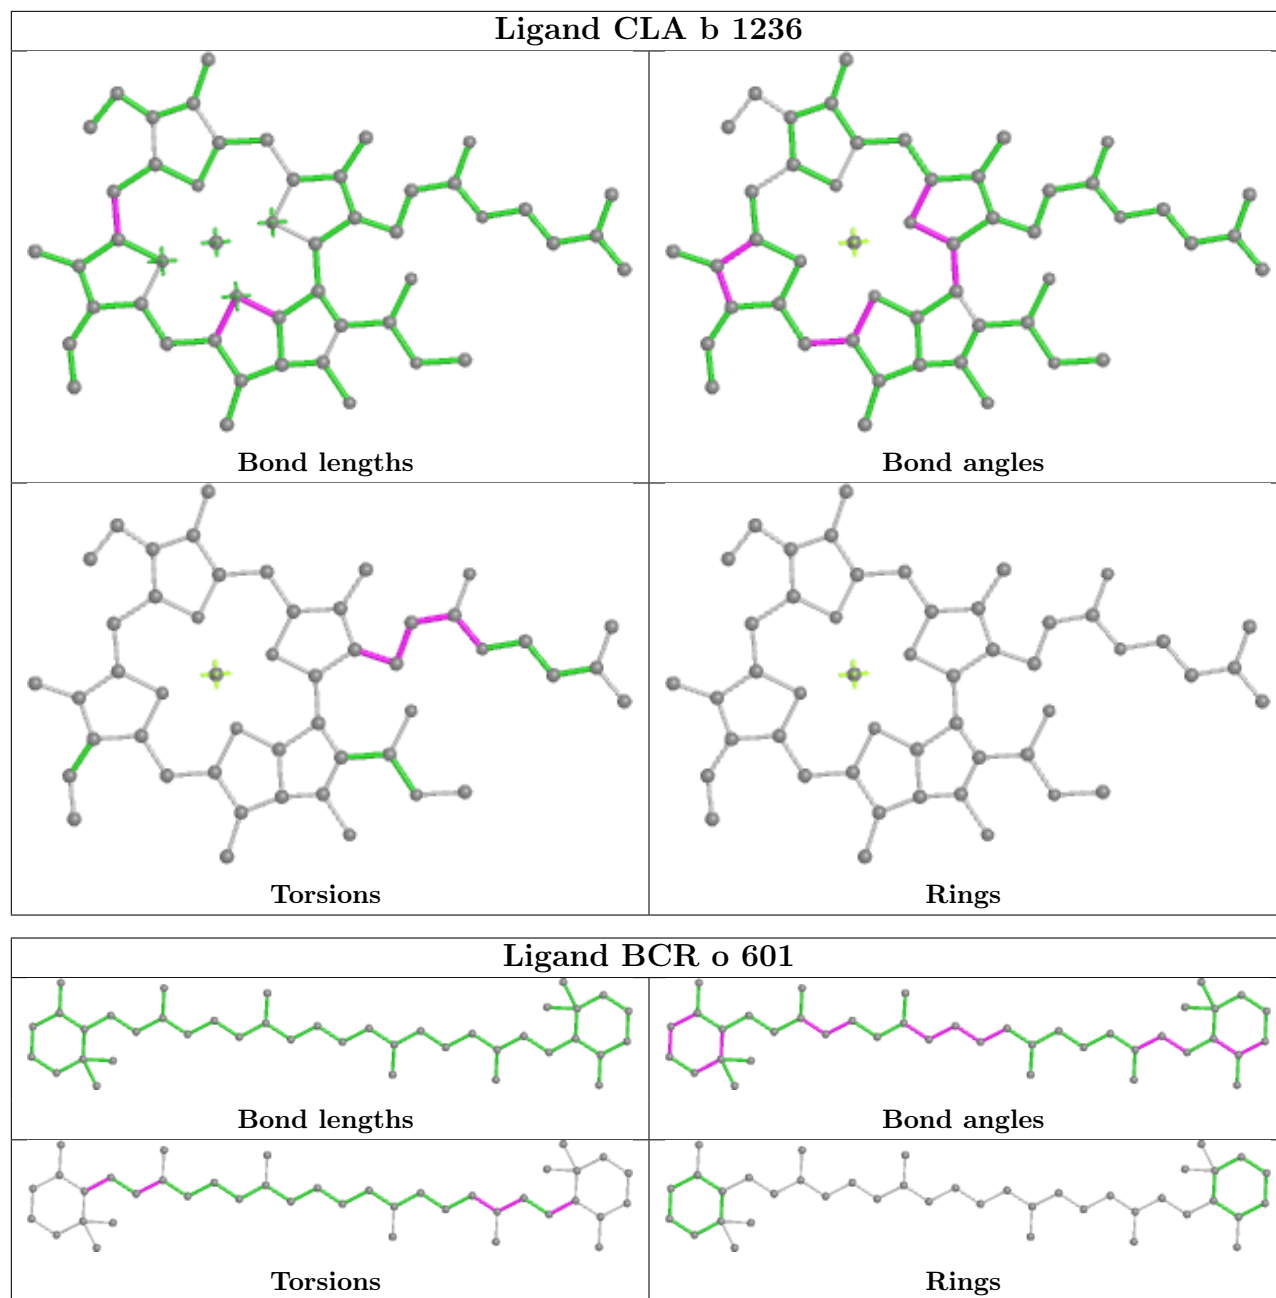 Ligand CLA b 1236
Bond lengths
Bond angles
Torsions
Rings
Ligand BCR o 601
Bond lengths
Bond angles
Torsions
Rings